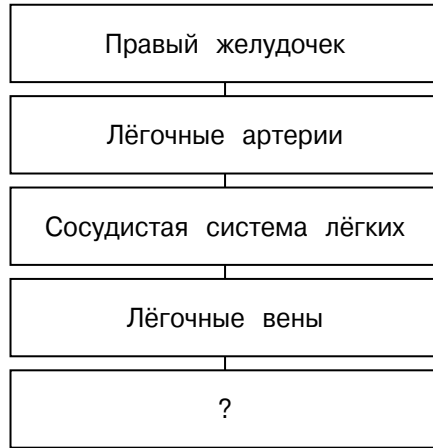 Правый желудочек
Лёгочные артерии
Сосудистая система лёгких
Лёгочные вены
?